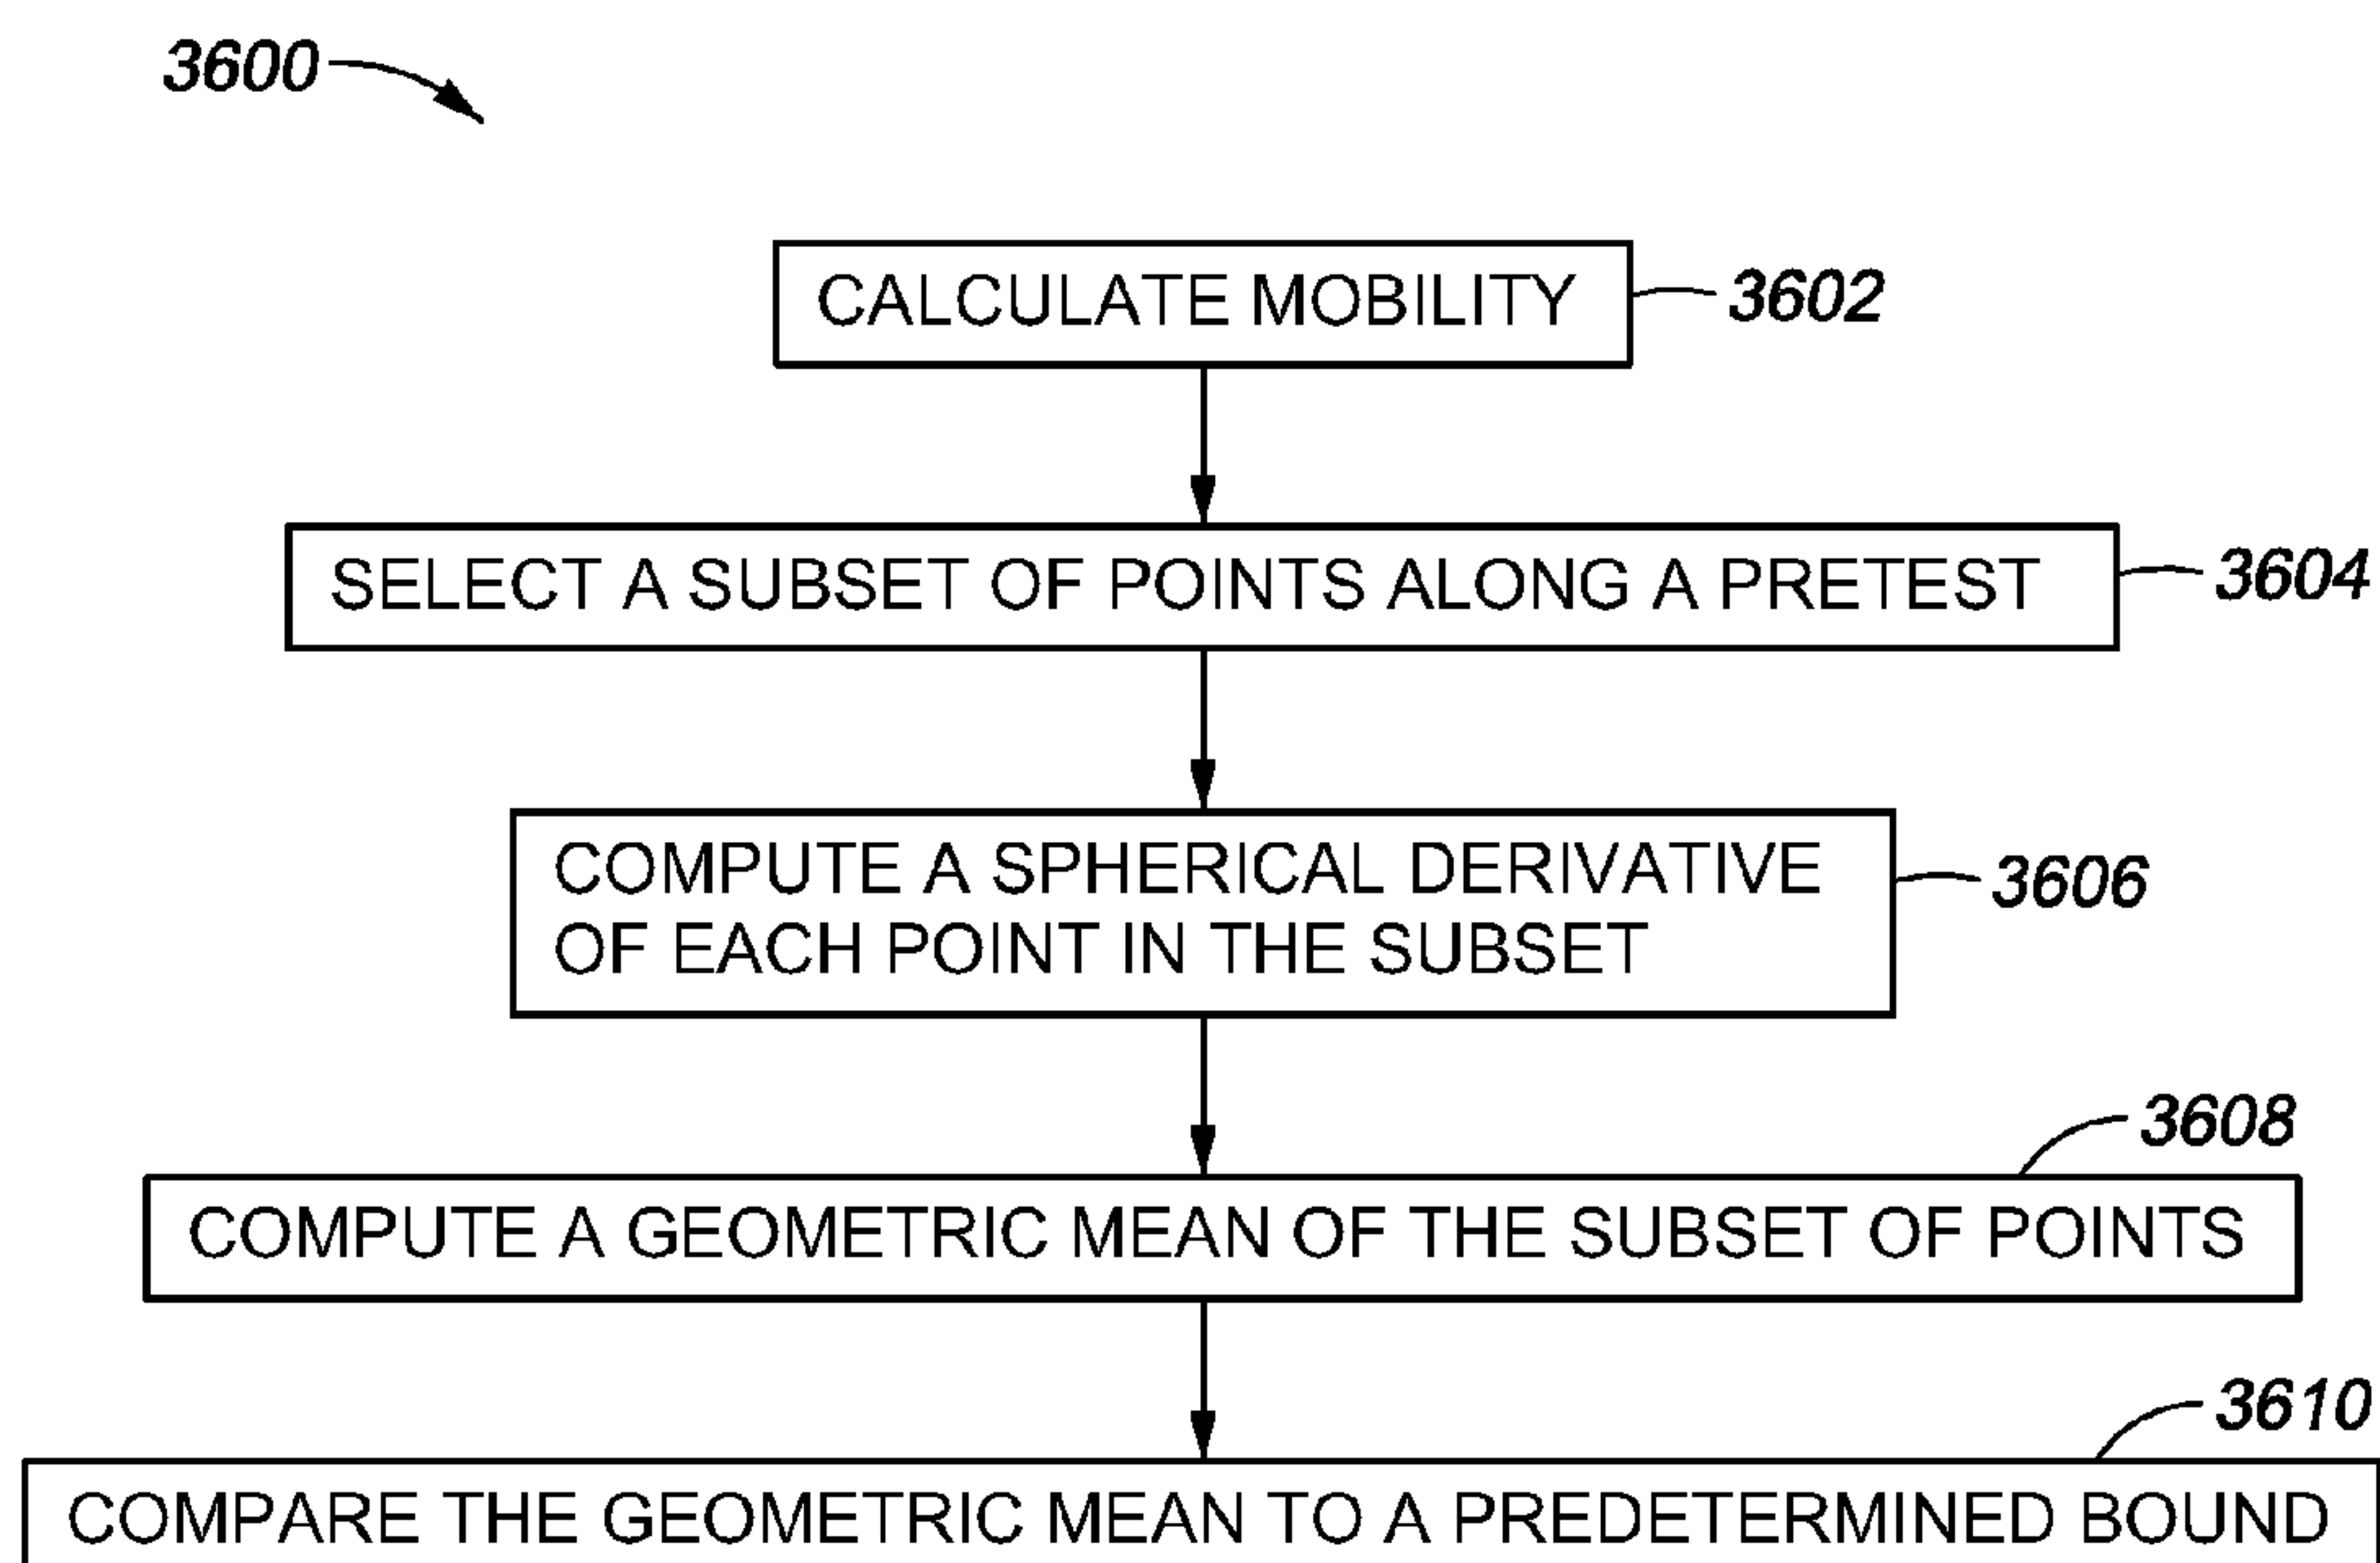 3600
CALCULATE MOBILITY
3602
SELECT A SUBSET OF POINTS ALONG A PRETEST
3604
COMPUTE A SPHERICAL DERIVATIVE
OF EACH POINT IN THE SUBSET
3606
3608
COMPUTE A GEOMETRIC MEAN OF THE SUBSET OF POINTS
3610
COMPARE THE GEOMETRIC MEAN TO A PREDETERMINED BOUND